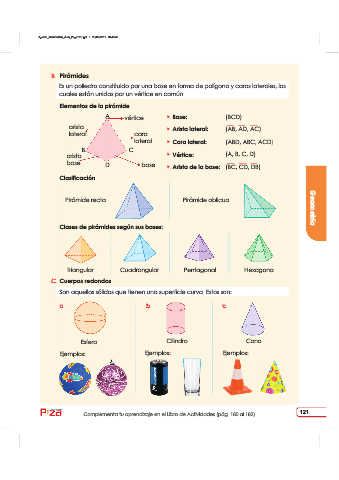 B. Pirámides
Es un poliedro constituido por una base en forma de polígono y caras laterales, las
cuales están unidas por un vértice en común
Elementos de la pirámide
A
vértice
arista
lateral
cara
lateral
B
C
arista
base
D
base
Base: {BCD}
Arista lateral: {AB, AD, AC}
Cara lateral: {ABD, ABC, ACD}
Vértice: {A, B, C, D}
Arista de la base: {BC, CD, DB}
Clasificación
Pirámide recta
Pirámide oblicua
Clases de pirámides según sus bases:
Triangular
Cuadrangular
Pentagonal
Hexagona
C. Cuerpos redondos
Son aquellos sólidos que tienen una superficie curva. Estos son:
a
b
c
Esfera
Cilindro
Cono
Ejemplos:
Ejemplos:
Ejemplos:
Geometría
Complementa tu aprendizaje en el Libro de Actividades (pág. 180 al 182)
121